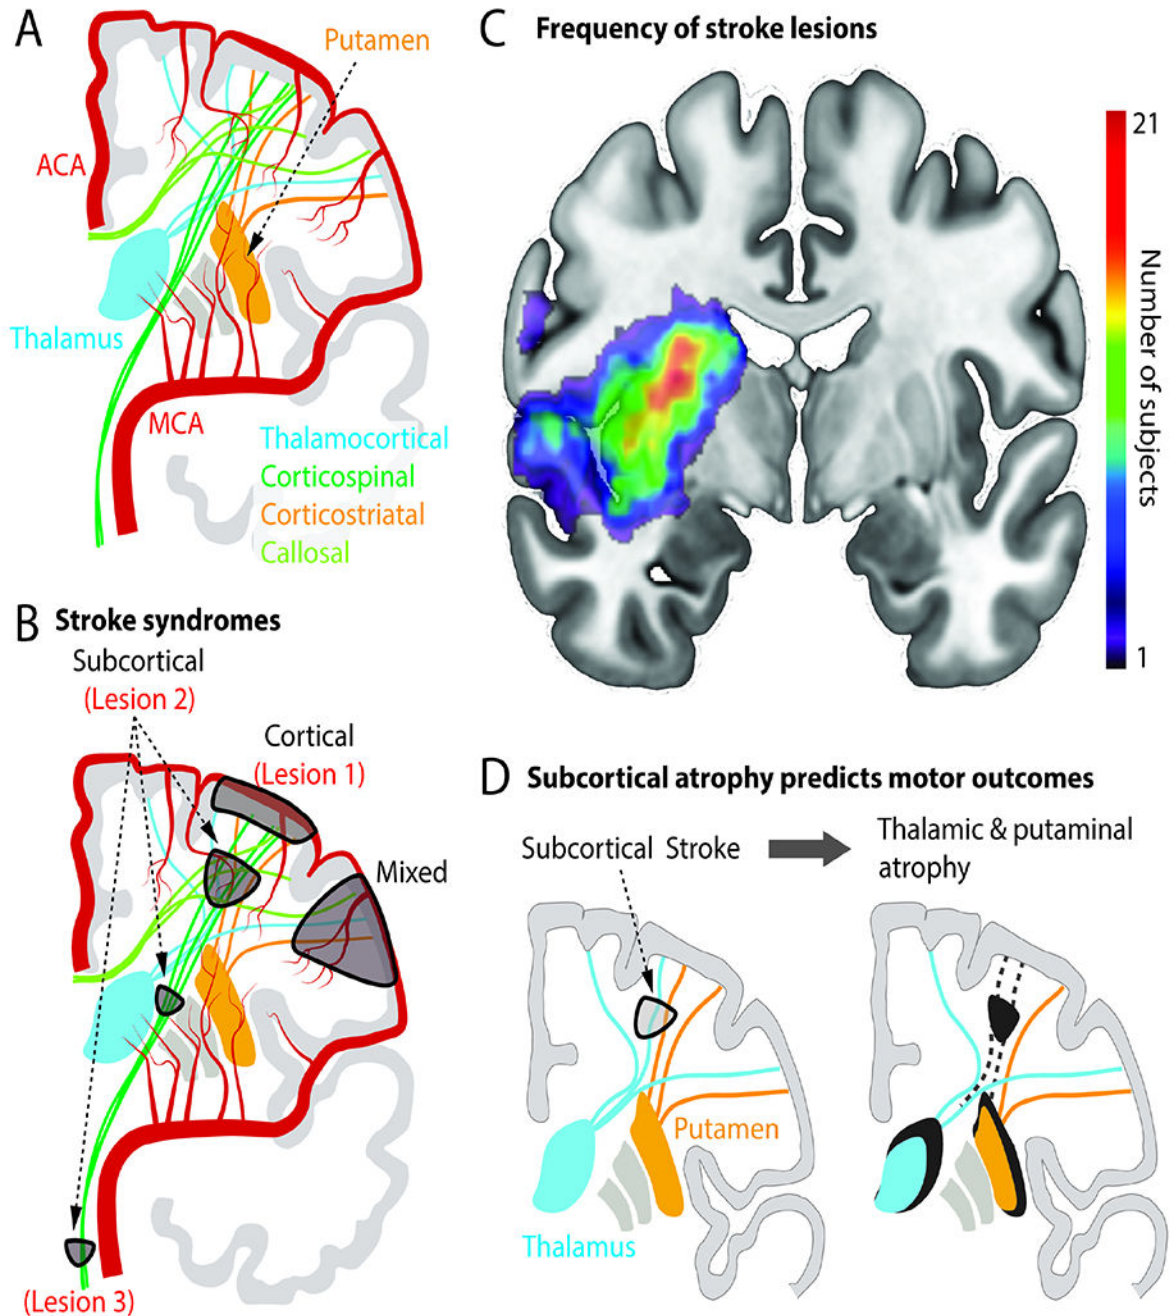 A
Putamen
ACA
Thalamus
MCA
Thalamocortical
Corticospinal
Corticostriatal
Callosal
B Stroke syndromes
Subcortical
(Lesion 2)
Cortical
(Lesion 1)
Mixed
(Lesion 3)
C Frequency of stroke lesions
21
Number of subjects
1
D Subcortical atrophy predicts motor outcomes
Subcortical Stroke
Thalamic & putaminal
atrophy
Putamen
Thalamus